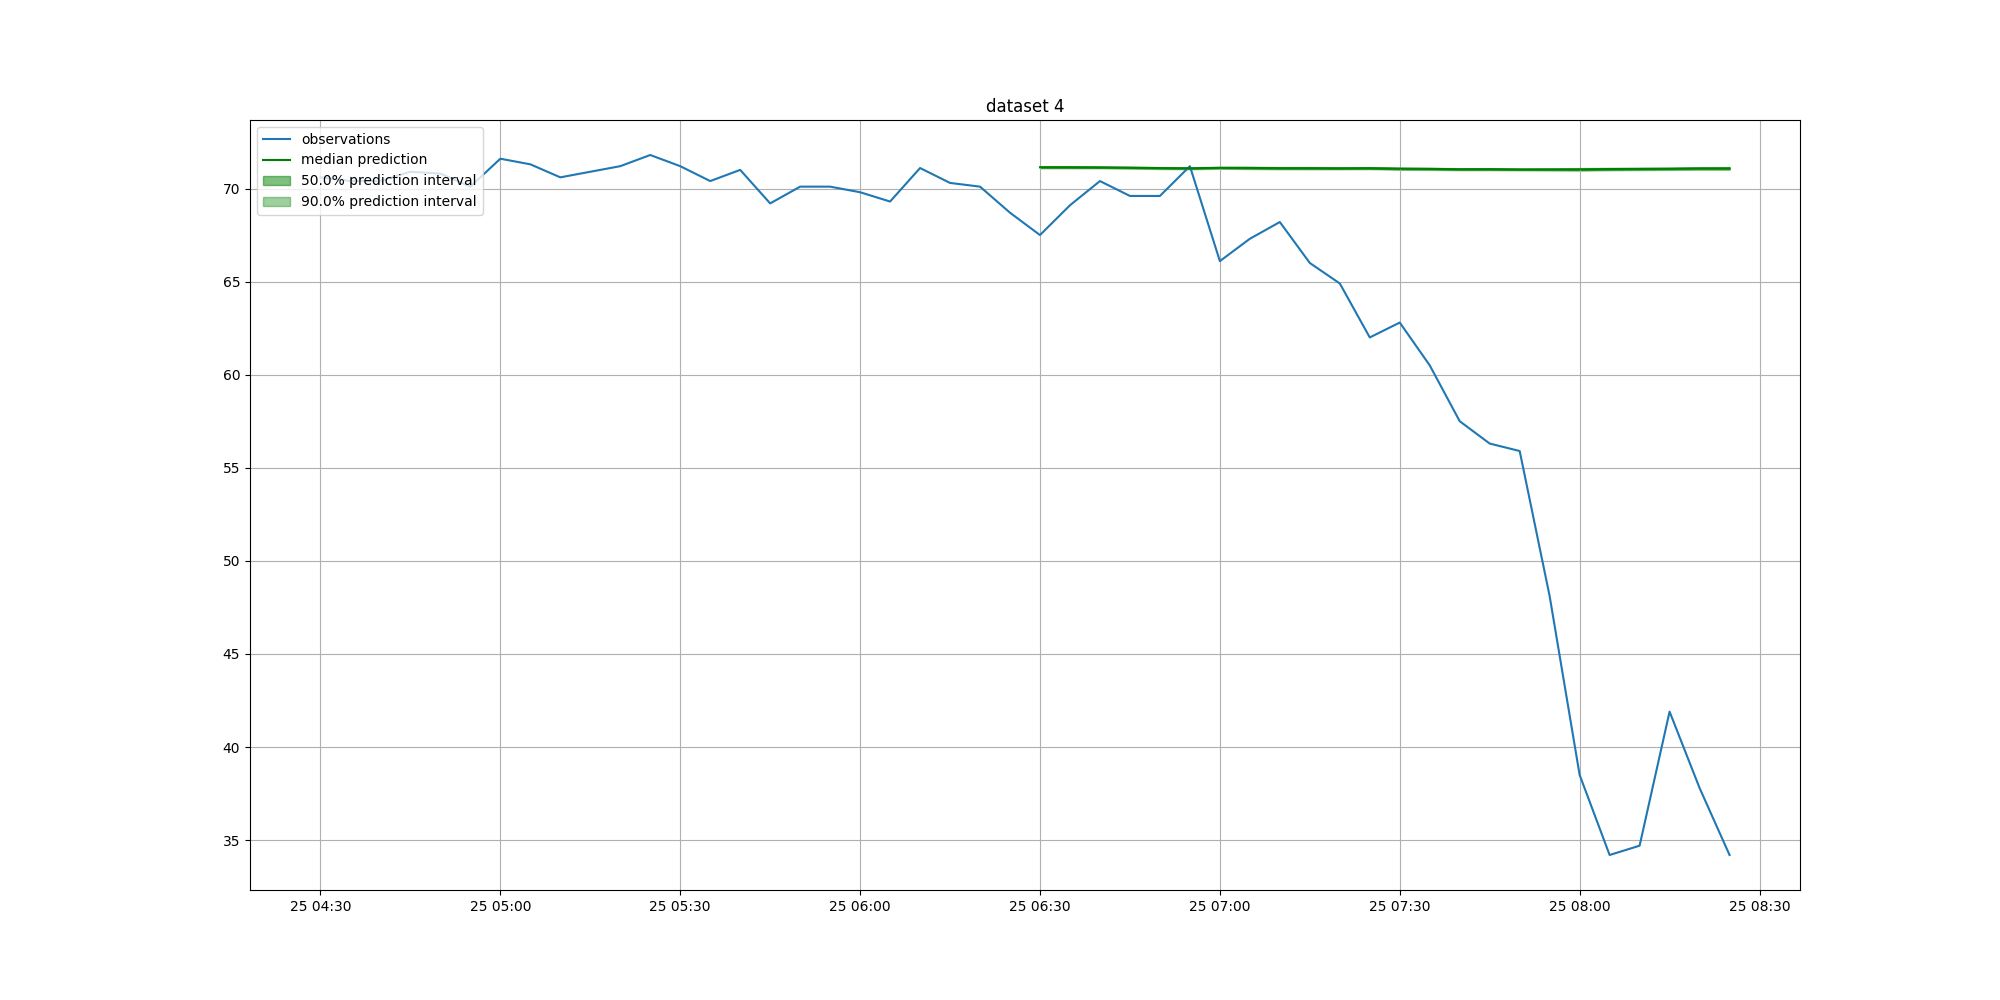 dataset 4
observations
median prediction
50.0% prediction interval
90.0% prediction interval
70
65
60
55
50
45
40
35
25 04:30 25 05:00 25 05:30 25 06:00 25 06:30 25 07:00 25 07:30 25 08:00 25 08:30